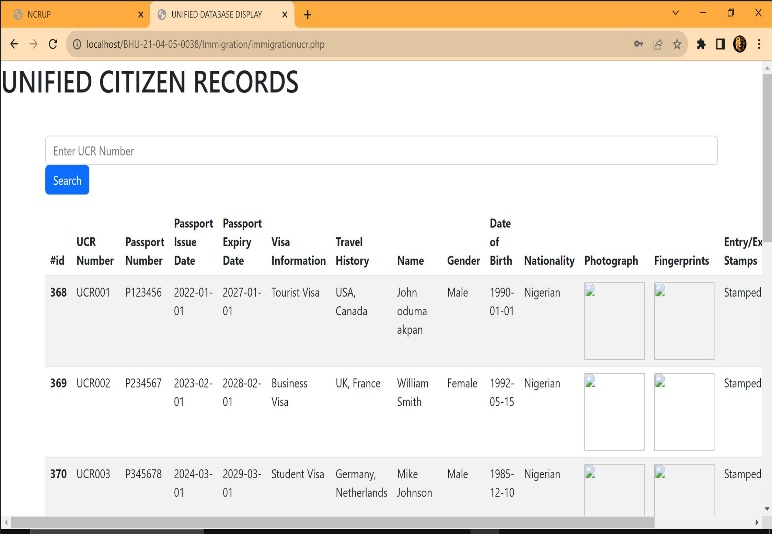 NCRUP
UNIFIED DATABASE DISPLAY
localhost/BHU-21-04-05-0038/Immigration/immigrationucr.php
UNIFIED CITIZEN RECORDS
Enter UCR Number
Search
#id UCR Number Passport Number Passport Issue Date Passport Expiry Date Visa Information Travel History Name Gender Date of Birth Nationality Photograph Fingerprints Entry/Ex Stamps
368 UCR001 P123456 2022-01-01 2027-01-01 Tourist Visa USA, Canada John oduma akpan Male 1990-01-01 Nigerian Stamped
369 UCR002 P234567 2023-02-01 2028-02-01 Business Visa UK, France William Smith Female 1992-05-15 Nigerian Stamped
370 UCR003 P345678 2024-03-01 2029-03-01 Student Visa Germany, Netherlands Mike Johnson Male 1985-12-10 Nigerian Stamped